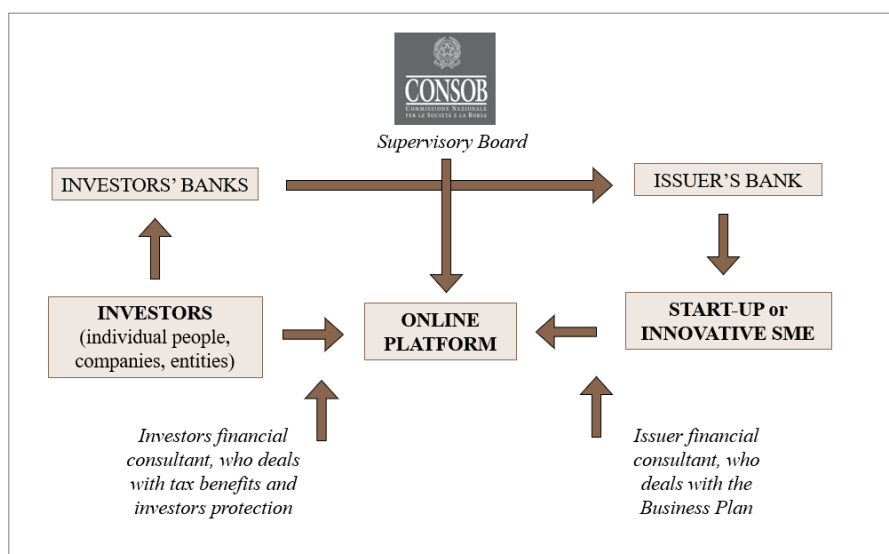 CONSOB
COMMISSIONE NAZIONALE
PER LE SOCIETÀ E LA BORSA
Supervisory Board
INVESTORS’ BANKS
ISSUER’S BANK
INVESTORS
(individual people,
companies, entities)
ONLINE
PLATFORM
START-UP or
INNOVATIVE SME
Investors financial
consultant, who deals
with tax benefits and
investors protection
Issuer financial
consultant, who
deals with the
Business Plan